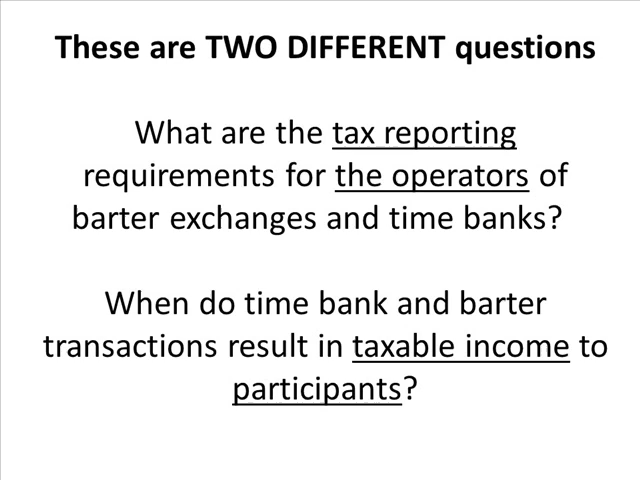 These are TWO DIFFERENT questions
What are the tax reporting
requirements for the operators of
barter exchanges and time banks?
When do time bank and barter
transactions result in taxable income to
participants?